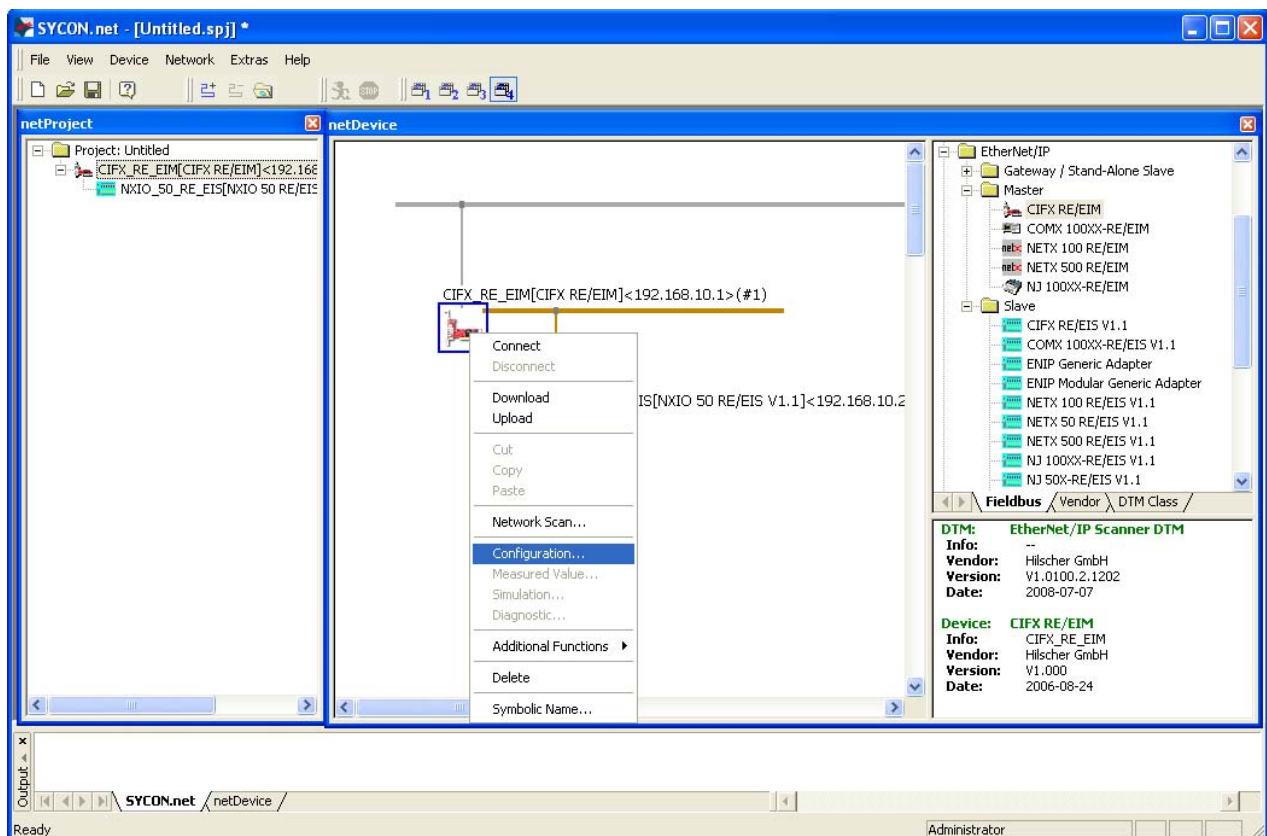 SYCON.net - [Untitled.spj] *
File View Device Network Extras Help
netProject
Project: Untitled
CIFX_RE_EIM[CIFX RE/EIM]<192.168
NXIO_50_RE_EIS[NXIO 50 RE/EIS
netDevice
CIFX_RE_EIM[CIFX RE/EIM]<192.168.10.1>(#1)
IS[NXIO 50 RE/EIS V1.1]<192.168.10.2
Connect
Disconnect
Download
Upload
Cut
Copy
Paste
Network Scan...
Configuration...
Measured Value...
Simulation...
Diagnostic...
Additional Functions
Delete
Symbolic Name...
EtherNet/IP
Gateway / Stand-Alone Slave
Master
CIFX RE/EIM
COMX 100XX-RE/EIM
NETX 100 RE/EIM
NETX 500 RE/EIM
NJ 100XX-RE/EIM
Slave
CIFX RE/EIS V1.1
COMX 100XX-RE/EIS V1.1
ENIP Generic Adapter
ENIP Modular Generic Adapter
NETX 100 RE/EIS V1.1
NETX 50 RE/EIS V1.1
NETX 500 RE/EIS V1.1
NJ 100XX-RE/EIS V1.1
NJ 50X-RE/EIS V1.1
Fieldbus Vendor DTM Class
DTM: EtherNet/IP Scanner DTM
Info: --
Vendor: Hilscher GmbH
Version: V1.0100.2.1202
Date: 2008-07-07
Device: CIFX RE/EIM
Info: CIFX_RE_EIM
Vendor: Hilscher GmbH
Version: V1.000
Date: 2006-08-24
Output
SYCON.net netDevice
Ready
Administrator